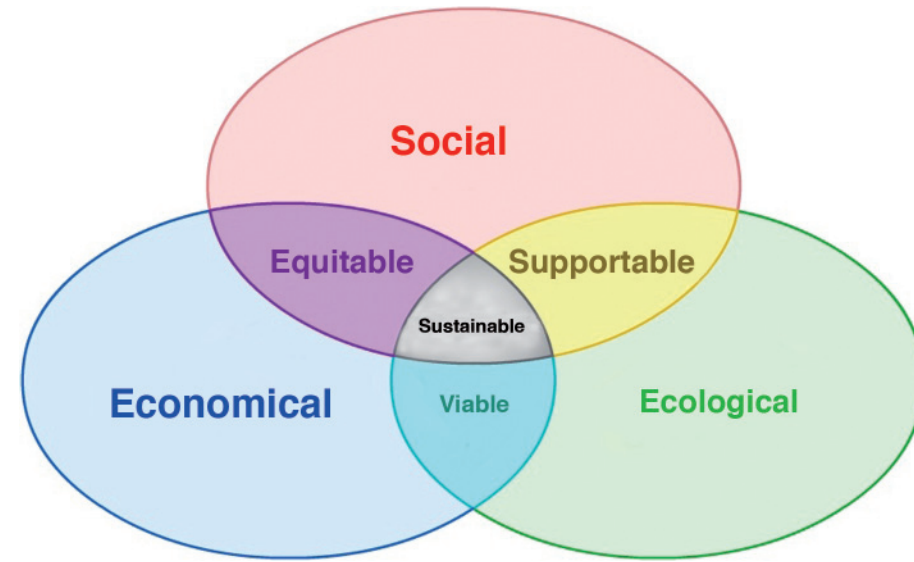 Social
Equitable
Supportable
Sustainable
Economical
Viable
Ecological